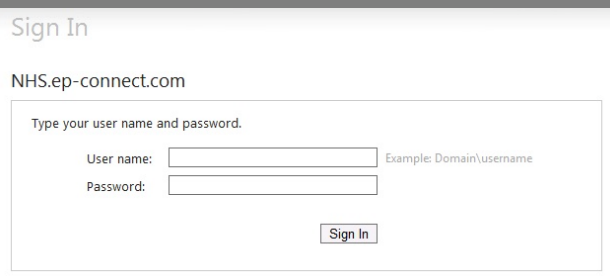 Sign In
NHS.ep-connect.com
Type your user name and password.
User name: Example: Domain\username
Password:
Sign In